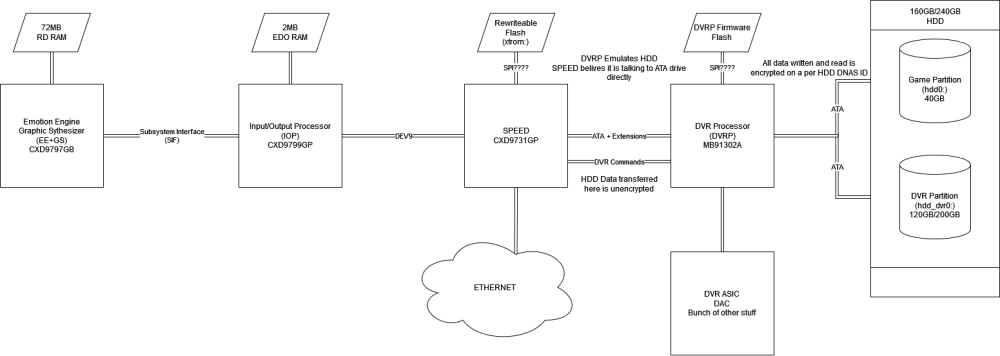 72MB
RD RAM
2MB
EDO RAM
Rewriteable
Flash
(xfrom:)
DVRP Firmware
Flash
160GB/240GB
HDD
SPI????
DVRP Emulates HDD
SPEED belives it is talking to ATA drive
directly
SPI????
All data written and read is
encrypted on a per HDD DNAS ID
Game Partition
(hdd0:)
40GB
Emotion Engine
Graphic Sythesizer
(EE+GS)
CXD9797GB
Subsystem Interface
(SIF)
Input/Output Processor
(IOP)
CXD9799GP
DEV9
SPEED
CXD9731GP
ATA + Extensions
DVR Commands
HDD Data transferred
here is unencrypted
DVR Processor
(DVRP)
MB91302A
ATA
ATA
DVR Partition
(hdd_dvr0:)
120GB/200GB
ETHERNET
DVR ASIC
DAC
Bunch of other stuff